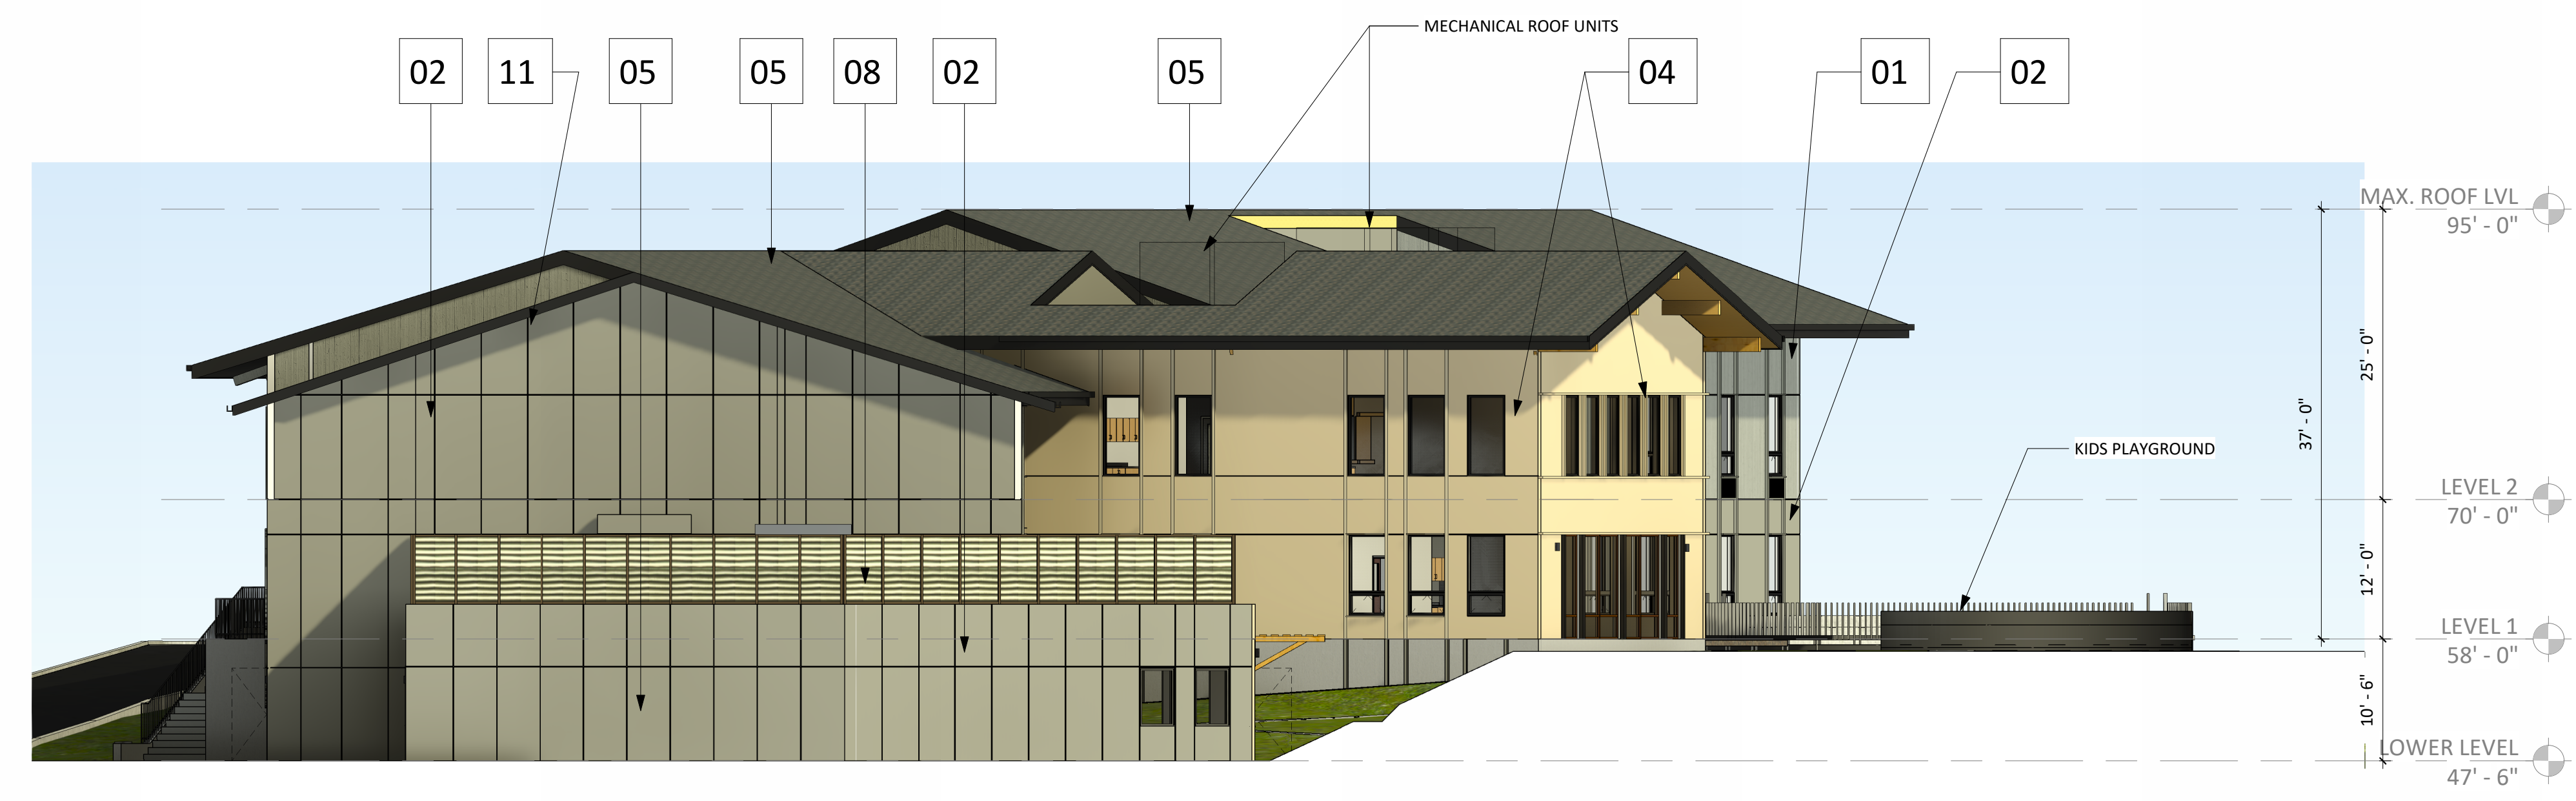 MECHANICAL ROOF UNITS
02
11
05
05
08
02
05
04
01
02
MAX. ROOF LVL
95' - 0"
25' - 0"
37' - 0"
KIDS PLAYGROUND
LEVEL 2
70' - 0"
12' - 0"
LEVEL 1
58' - 0"
10' - 6"
LOWER LEVEL
47' - 6"